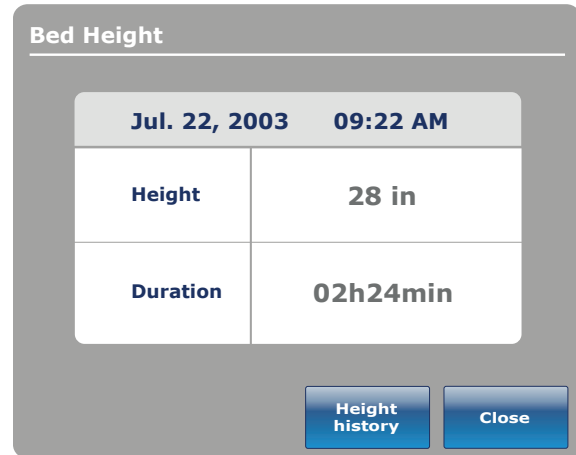 Bed Height
Jul. 22, 2003 09:22 AM
Height 28 in
Duration 02h24min
Height
history
Close